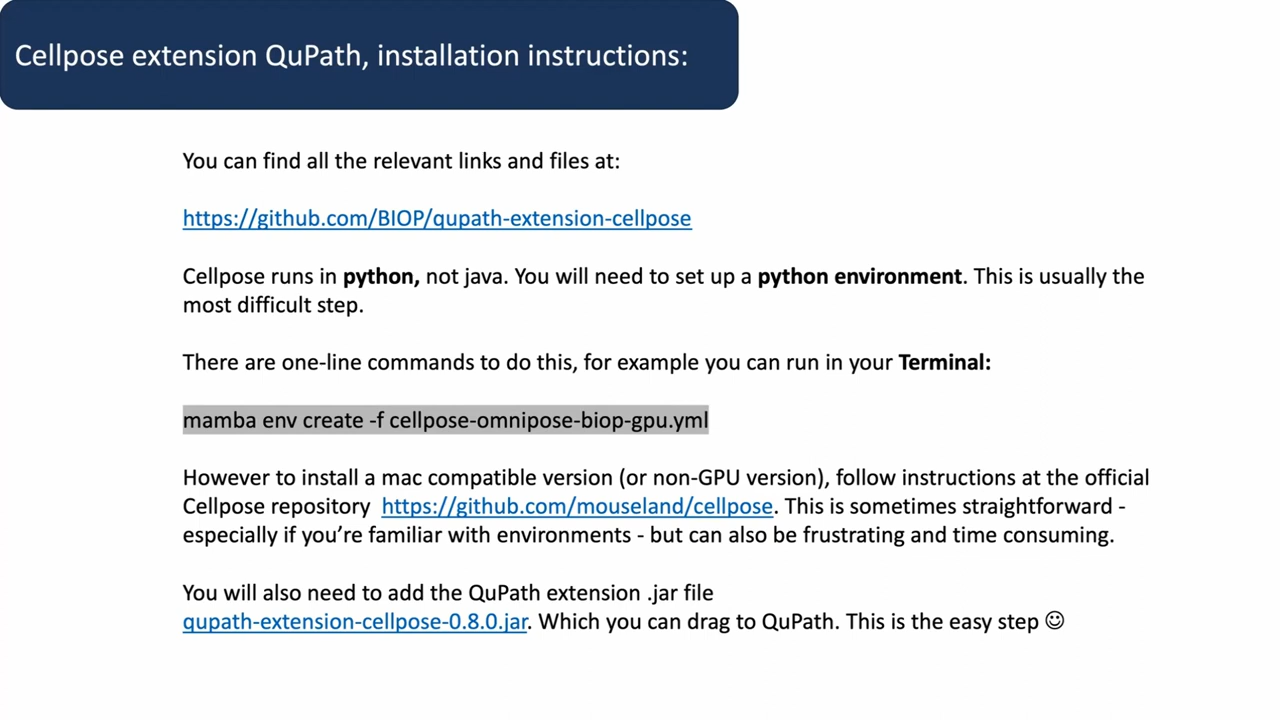 Cellpose extension QuPath, installation instructions:
You can find all the relevant links and files at:
https://github.com/BIOP/qupath-extension-cellpose
Cellpose runs in python, not java. You will need to set up a python environment. This is usually the
most difficult step.
There are one-line commands to do this, for example you can run in your Terminal:
mamba env create -f cellpose-omnipose-biop-gpu.yml
However to install a mac compatible version (or non-GPU version), follow instructions at the official
Cellpose repository https://github.com/mouseland/cellpose. This is sometimes straightforward -
especially if you’re familiar with environments - but can also be frustrating and time consuming.
You will also need to add the QuPath extension .jar file
qupath-extension-cellpose-0.8.0.jar. Which you can drag to QuPath. This is the easy step ☺